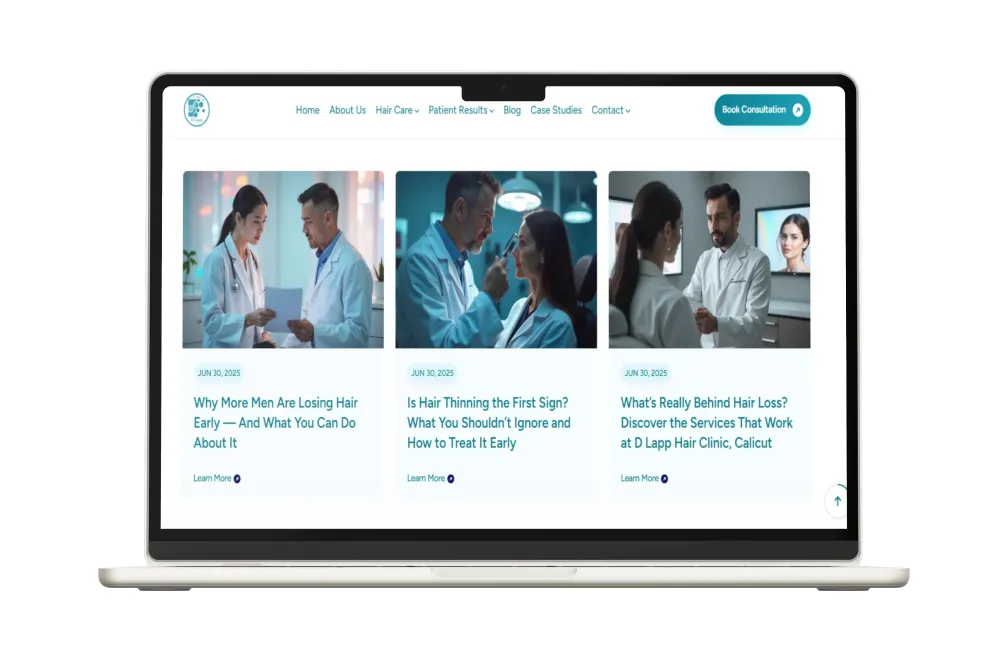 Home About Us Hair Care Patient Results Blog Case Studies Contact
Book Consultation
JUN 30, 2025
Why More Men Are Losing Hair
Early — And What You Can Do
About It
Learn More
JUN 30, 2025
Is Hair Thinning the First Sign?
What You Shouldn't Ignore and
How to Treat It Early
Learn More
JUN 30, 2025
What's Really Behind Hair Loss?
Discover the Services That Work
at D Lapp Hair Clinic, Calicut
Learn More